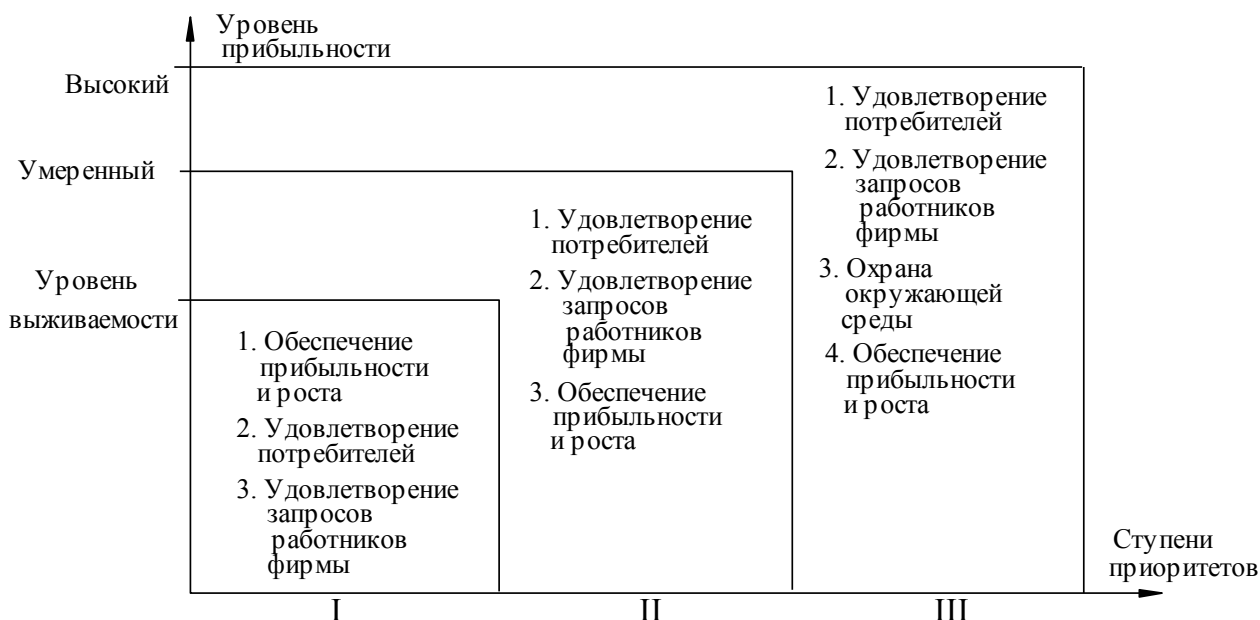 Уровень
прибыльности
Высокий
Умеренный
Уровень
выживаемости
1. Обеспечение
прибыльности
и роста
2. Удовлетворение
потребителей
3. Удовлетворение
запросов
работников
фирмы
1. Удовлетворение
потребителей
2. Удовлетворение
запросов
работников
фирмы
3. Обеспечение
прибыльности
и роста
1. Удовлетворение
потребителей
2. Удовлетворение
запросов
работников
фирмы
3. Охрана
окружающей
среды
4. Обеспечение
прибыльности
и роста
Ступени
приоритетов
I
II
III